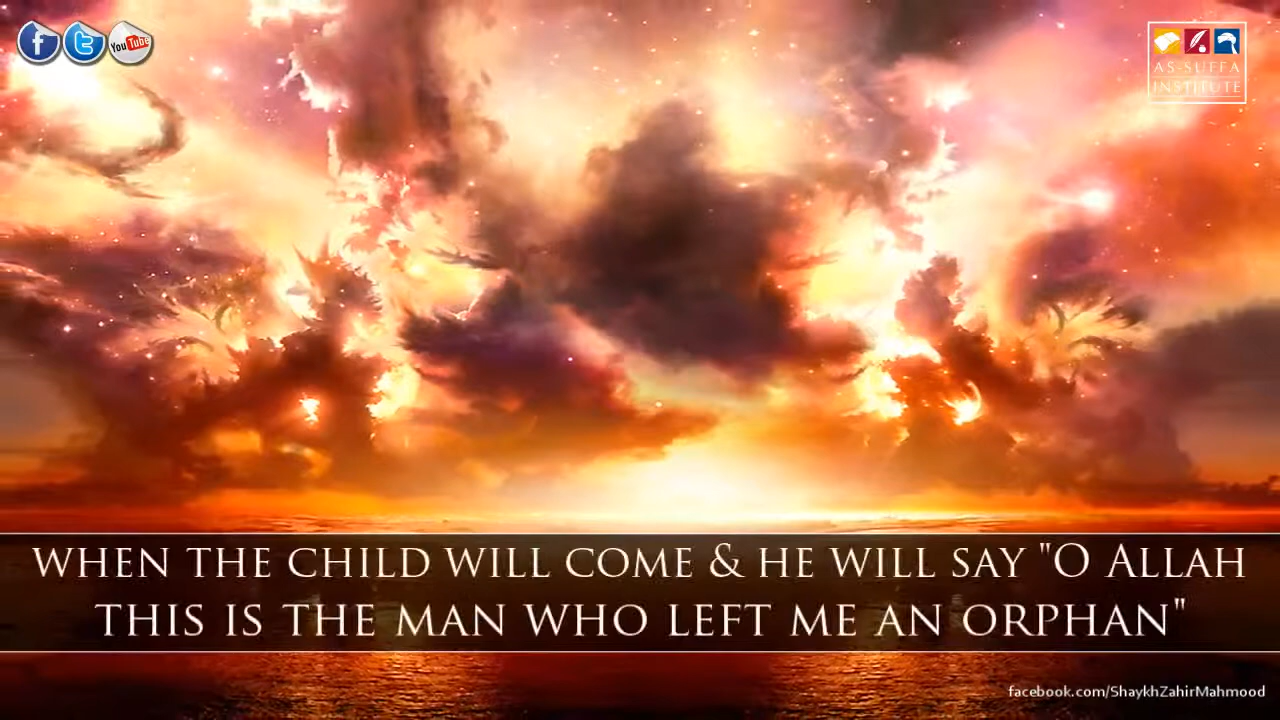 f t You Tube
AS-SUFFA
INSTITUTE
WHEN THE CHILD WILL COME & HE WILL SAY "O ALLAH
THIS IS THE MAN WHO LEFT ME AN ORPHAN"
facebook.com/ShaykhZahirMahmood